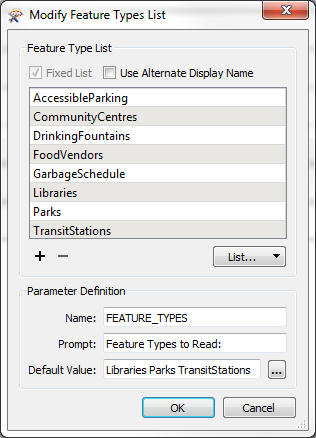 Modify Feature Types List
Feature Type List
Fixed List Use Alternate Display Name
AccessibleParking
CommunityCentres
DrinkingFountains
FoodVendors
GarbageSchedule
Libraries
Parks
TransitStations
+ − List...
Parameter Definition
Name: FEATURE_TYPES
Prompt: Feature Types to Read:
Default Value: Libraries Parks TransitStations ...
OK Cancel